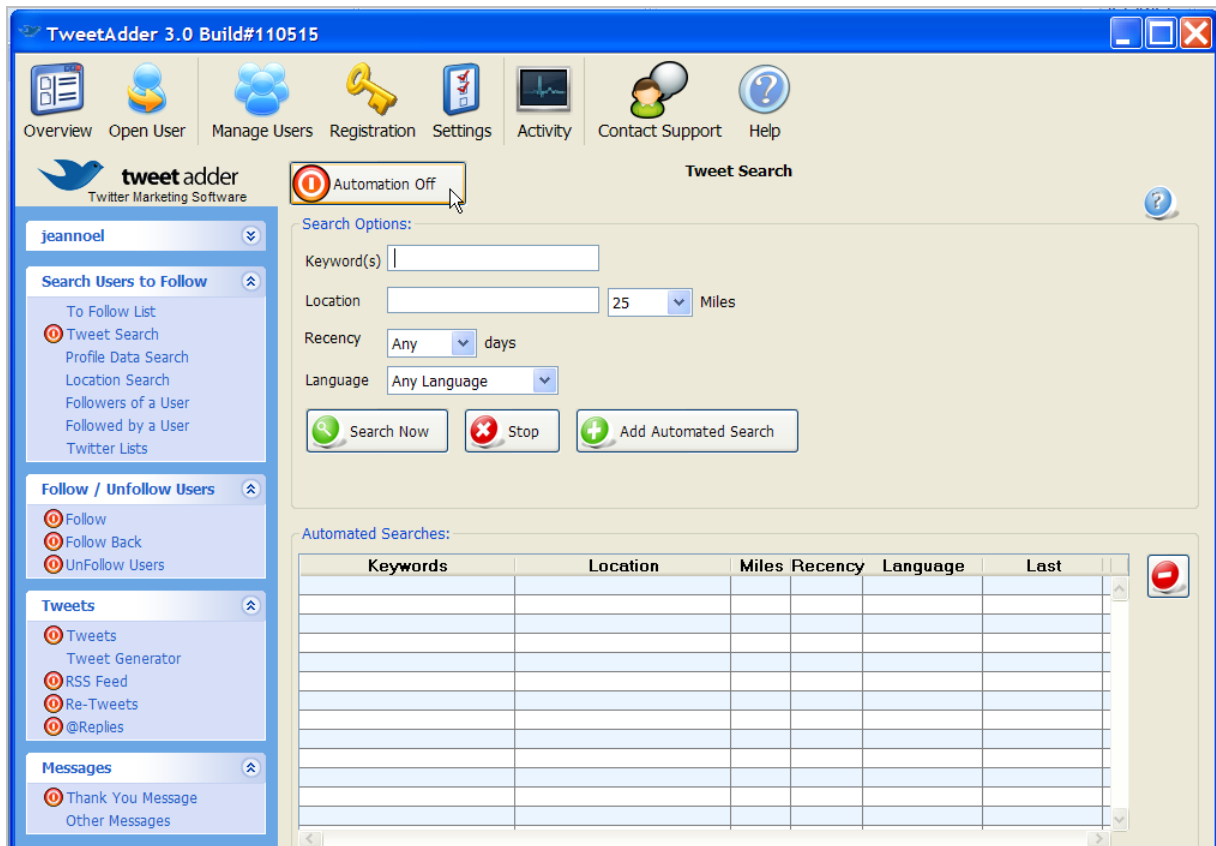 TweetAdder 3.0 Build#110515
Overview Open User Manage Users Registration Settings Activity Contact Support Help
tweet adder
Twitter Marketing Software
Automation Off
Tweet Search
jeannoel
Search Users to Follow
To Follow List
Tweet Search
Profile Data Search
Location Search
Followers of a User
Followed by a User
Twitter Lists
Follow / Unfollow Users
Follow
Follow Back
UnFollow Users
Tweets
Tweets
Tweet Generator
RSS Feed
Re-Tweets
@Replies
Messages
Thank You Message
Other Messages
Search Options:
Keyword(s)
Location 25 Miles
Recency Any days
Language Any Language
Search Now Stop Add Automated Search
Automated Searches:
Keywords Location Miles Recency Language Last